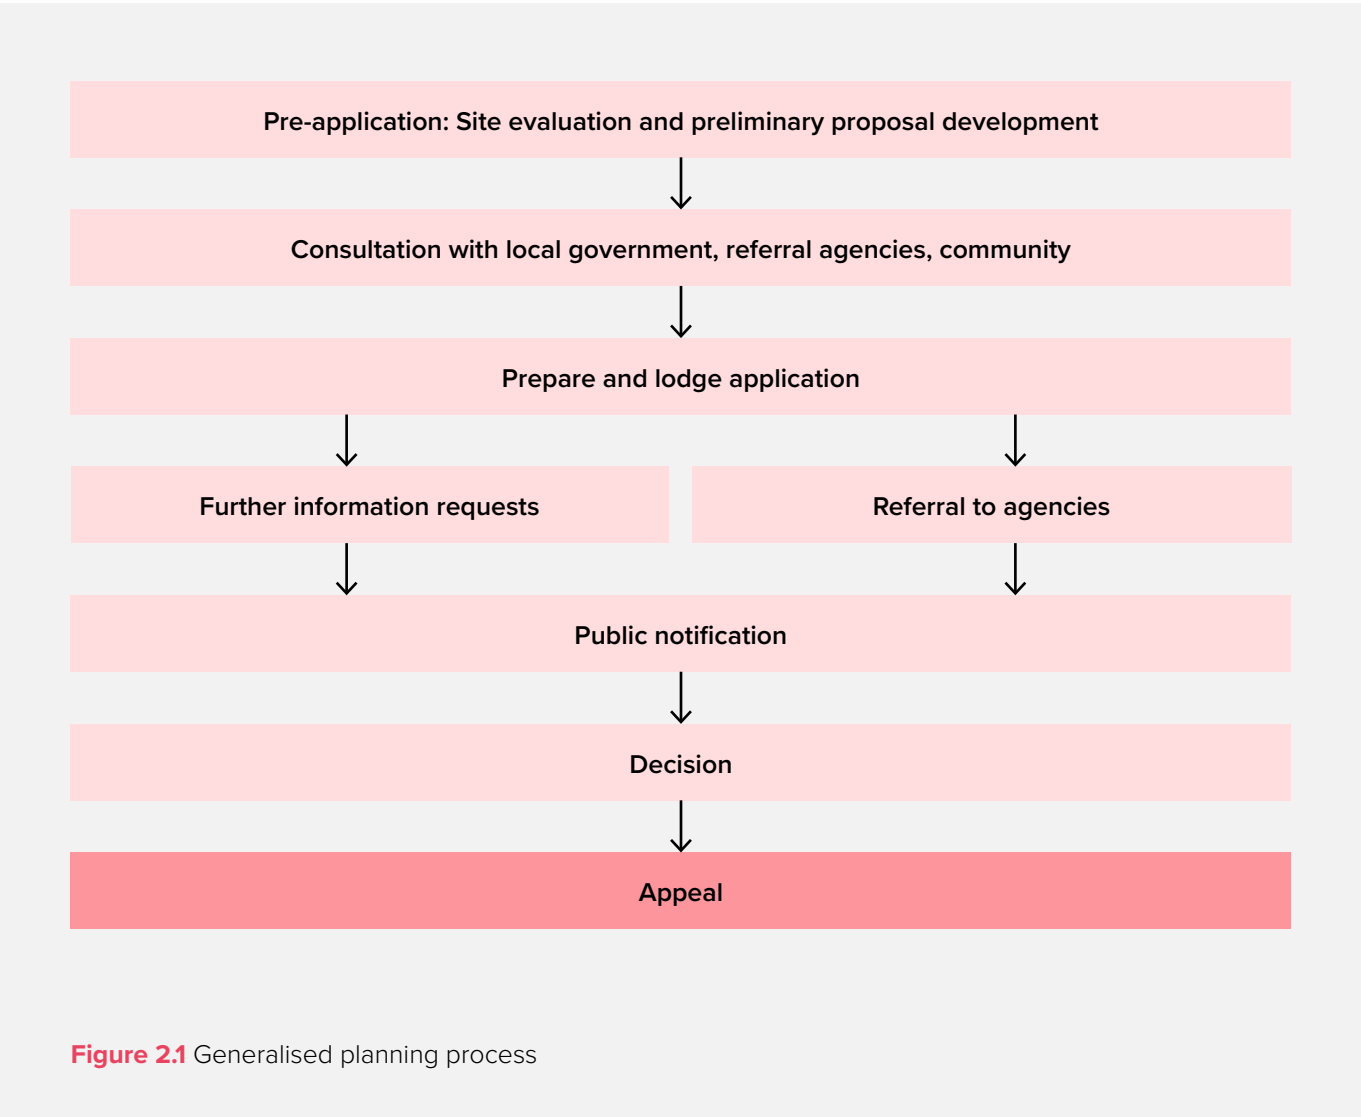 Pre-application: Site evaluation and preliminary proposal development
Consultation with local government, referral agencies, community
Prepare and lodge application
Further information requests
Referral to agencies
Public notification
Decision
Appeal
Figure 2.1 Generalised planning process